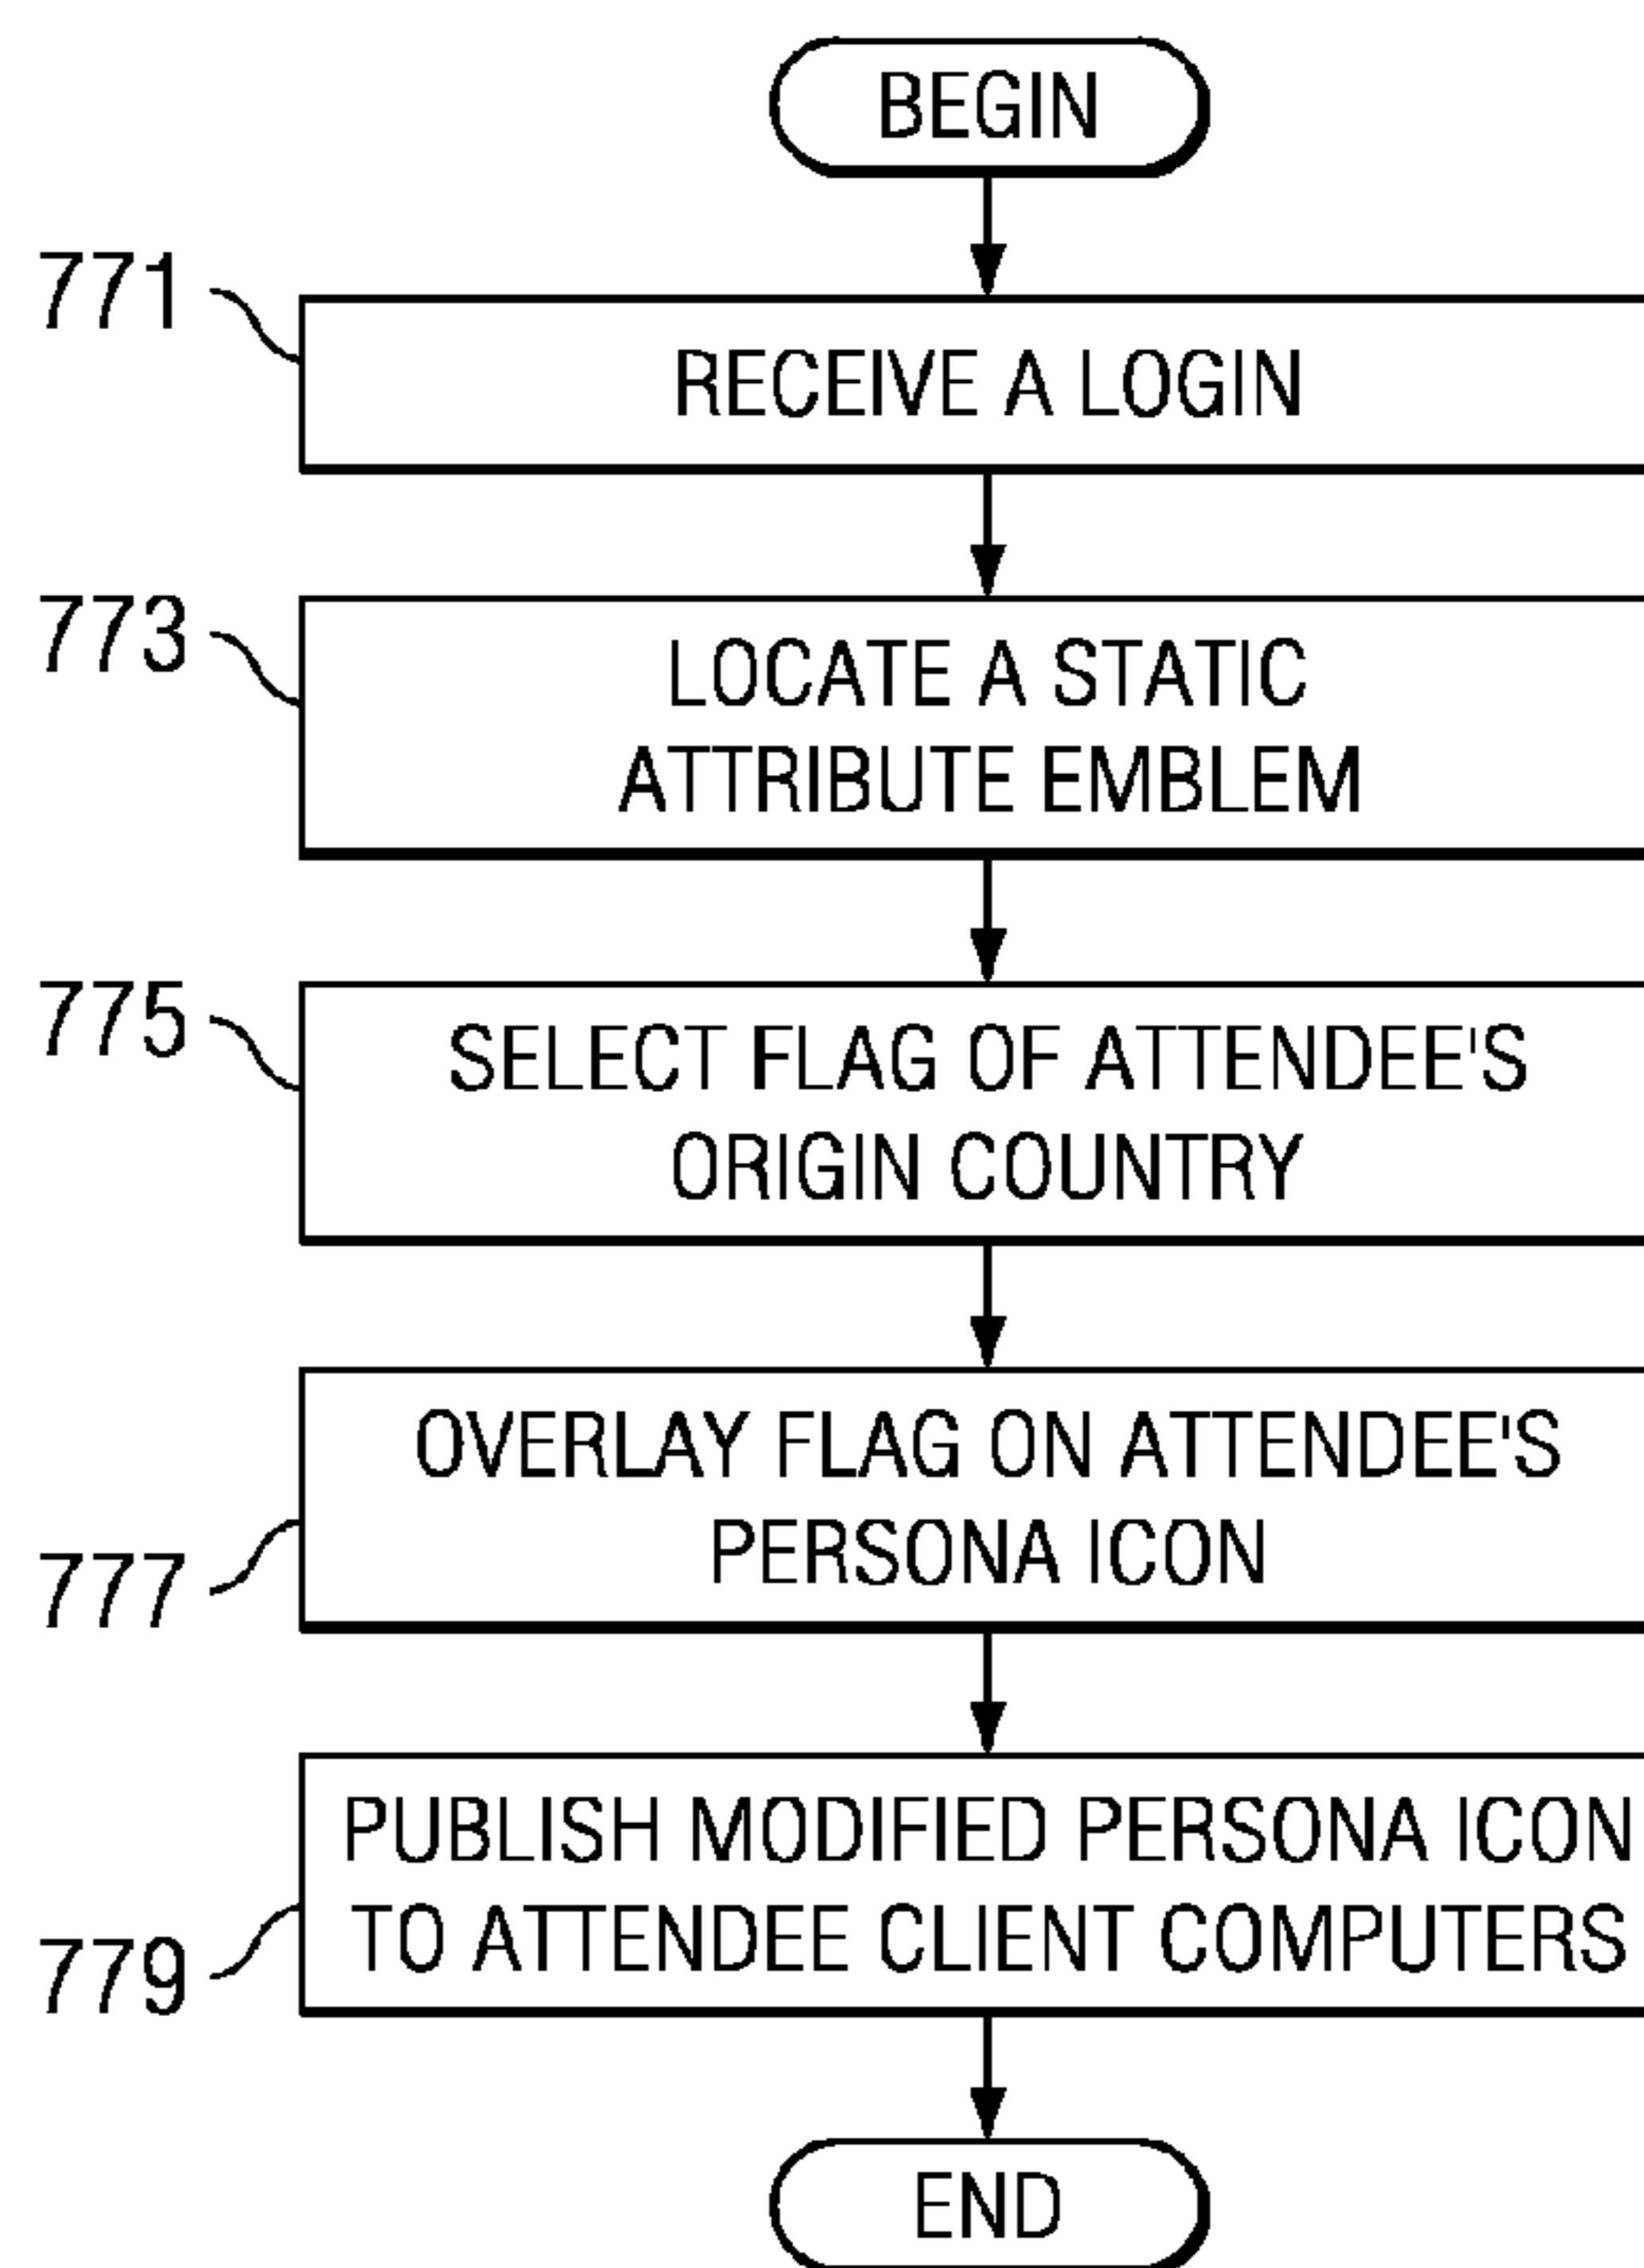 BEGIN
771
RECEIVE A LOGIN
773
LOCATE A STATIC
ATTRIBUTE EMBLEM
775
SELECT FLAG OF ATTENDEE'S
ORIGIN COUNTRY
OVERLAY FLAG ON ATTENDEE'S
PERSONA ICON
777
PUBLISH MODIFIED PERSONA ICON
TO ATTENDEE CLIENT COMPUTERS
779
END